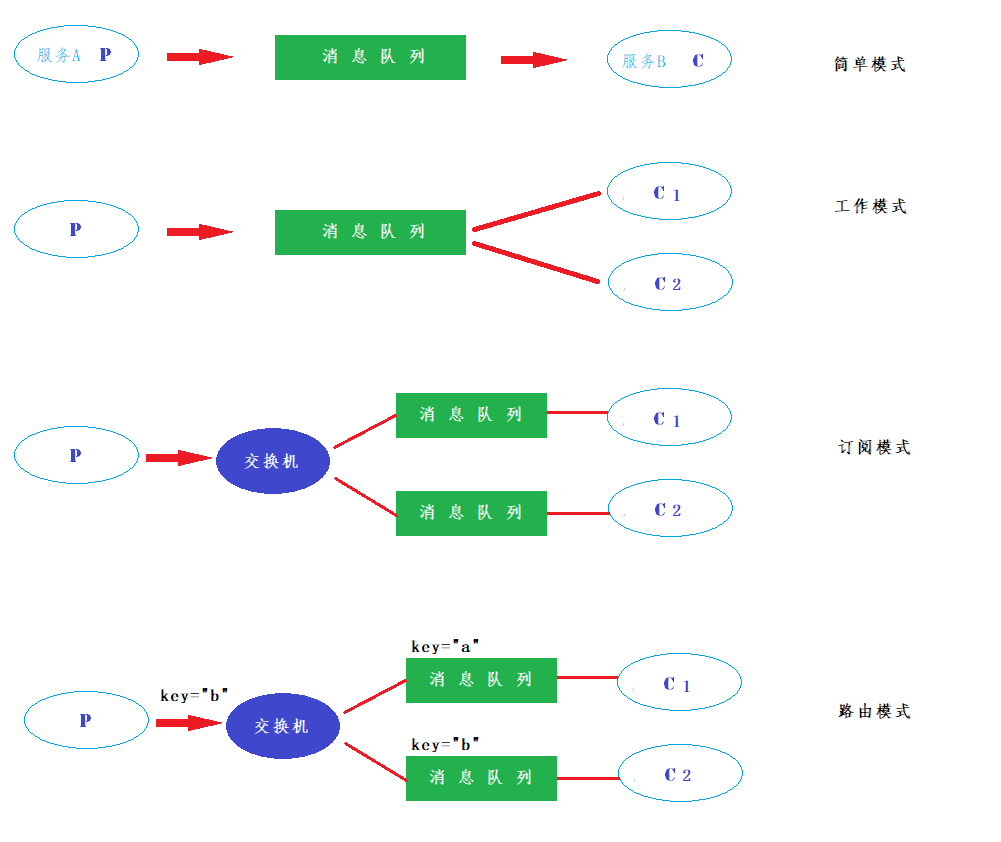 服务A P
消息队列
服务B C
简单模式
P
消息队列
C 1
C 2
工作模式
P
交换机
消息队列
消息队列
C 1
C 2
订阅模式
P
key="b"
交换机
key="a"
消息队列
key="b"
消息队列
C 1
C 2
路由模式